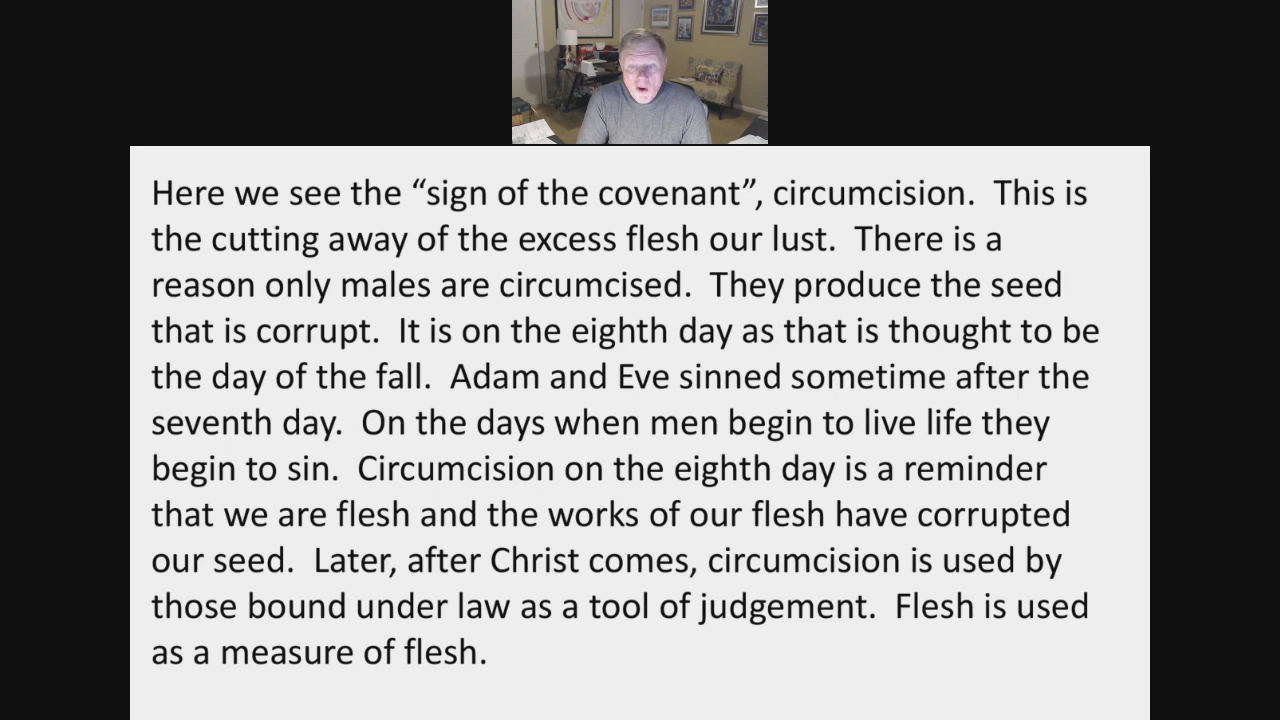 Here we see the “sign of the covenant”, circumcision.  This is
the cutting away of the excess flesh our lust.  There is a
reason only males are circumcised.  They produce the seed
that is corrupt.  It is on the eighth day as that is thought to be
the day of the fall.  Adam and Eve sinned sometime after the
seventh day.  On the days when men begin to live life they
begin to sin.  Circumcision on the eighth day is a reminder
that we are flesh and the works of our flesh have corrupted
our seed.  Later, after Christ comes, circumcision is used by
those bound under law as a tool of judgement.  Flesh is used
as a measure of flesh.